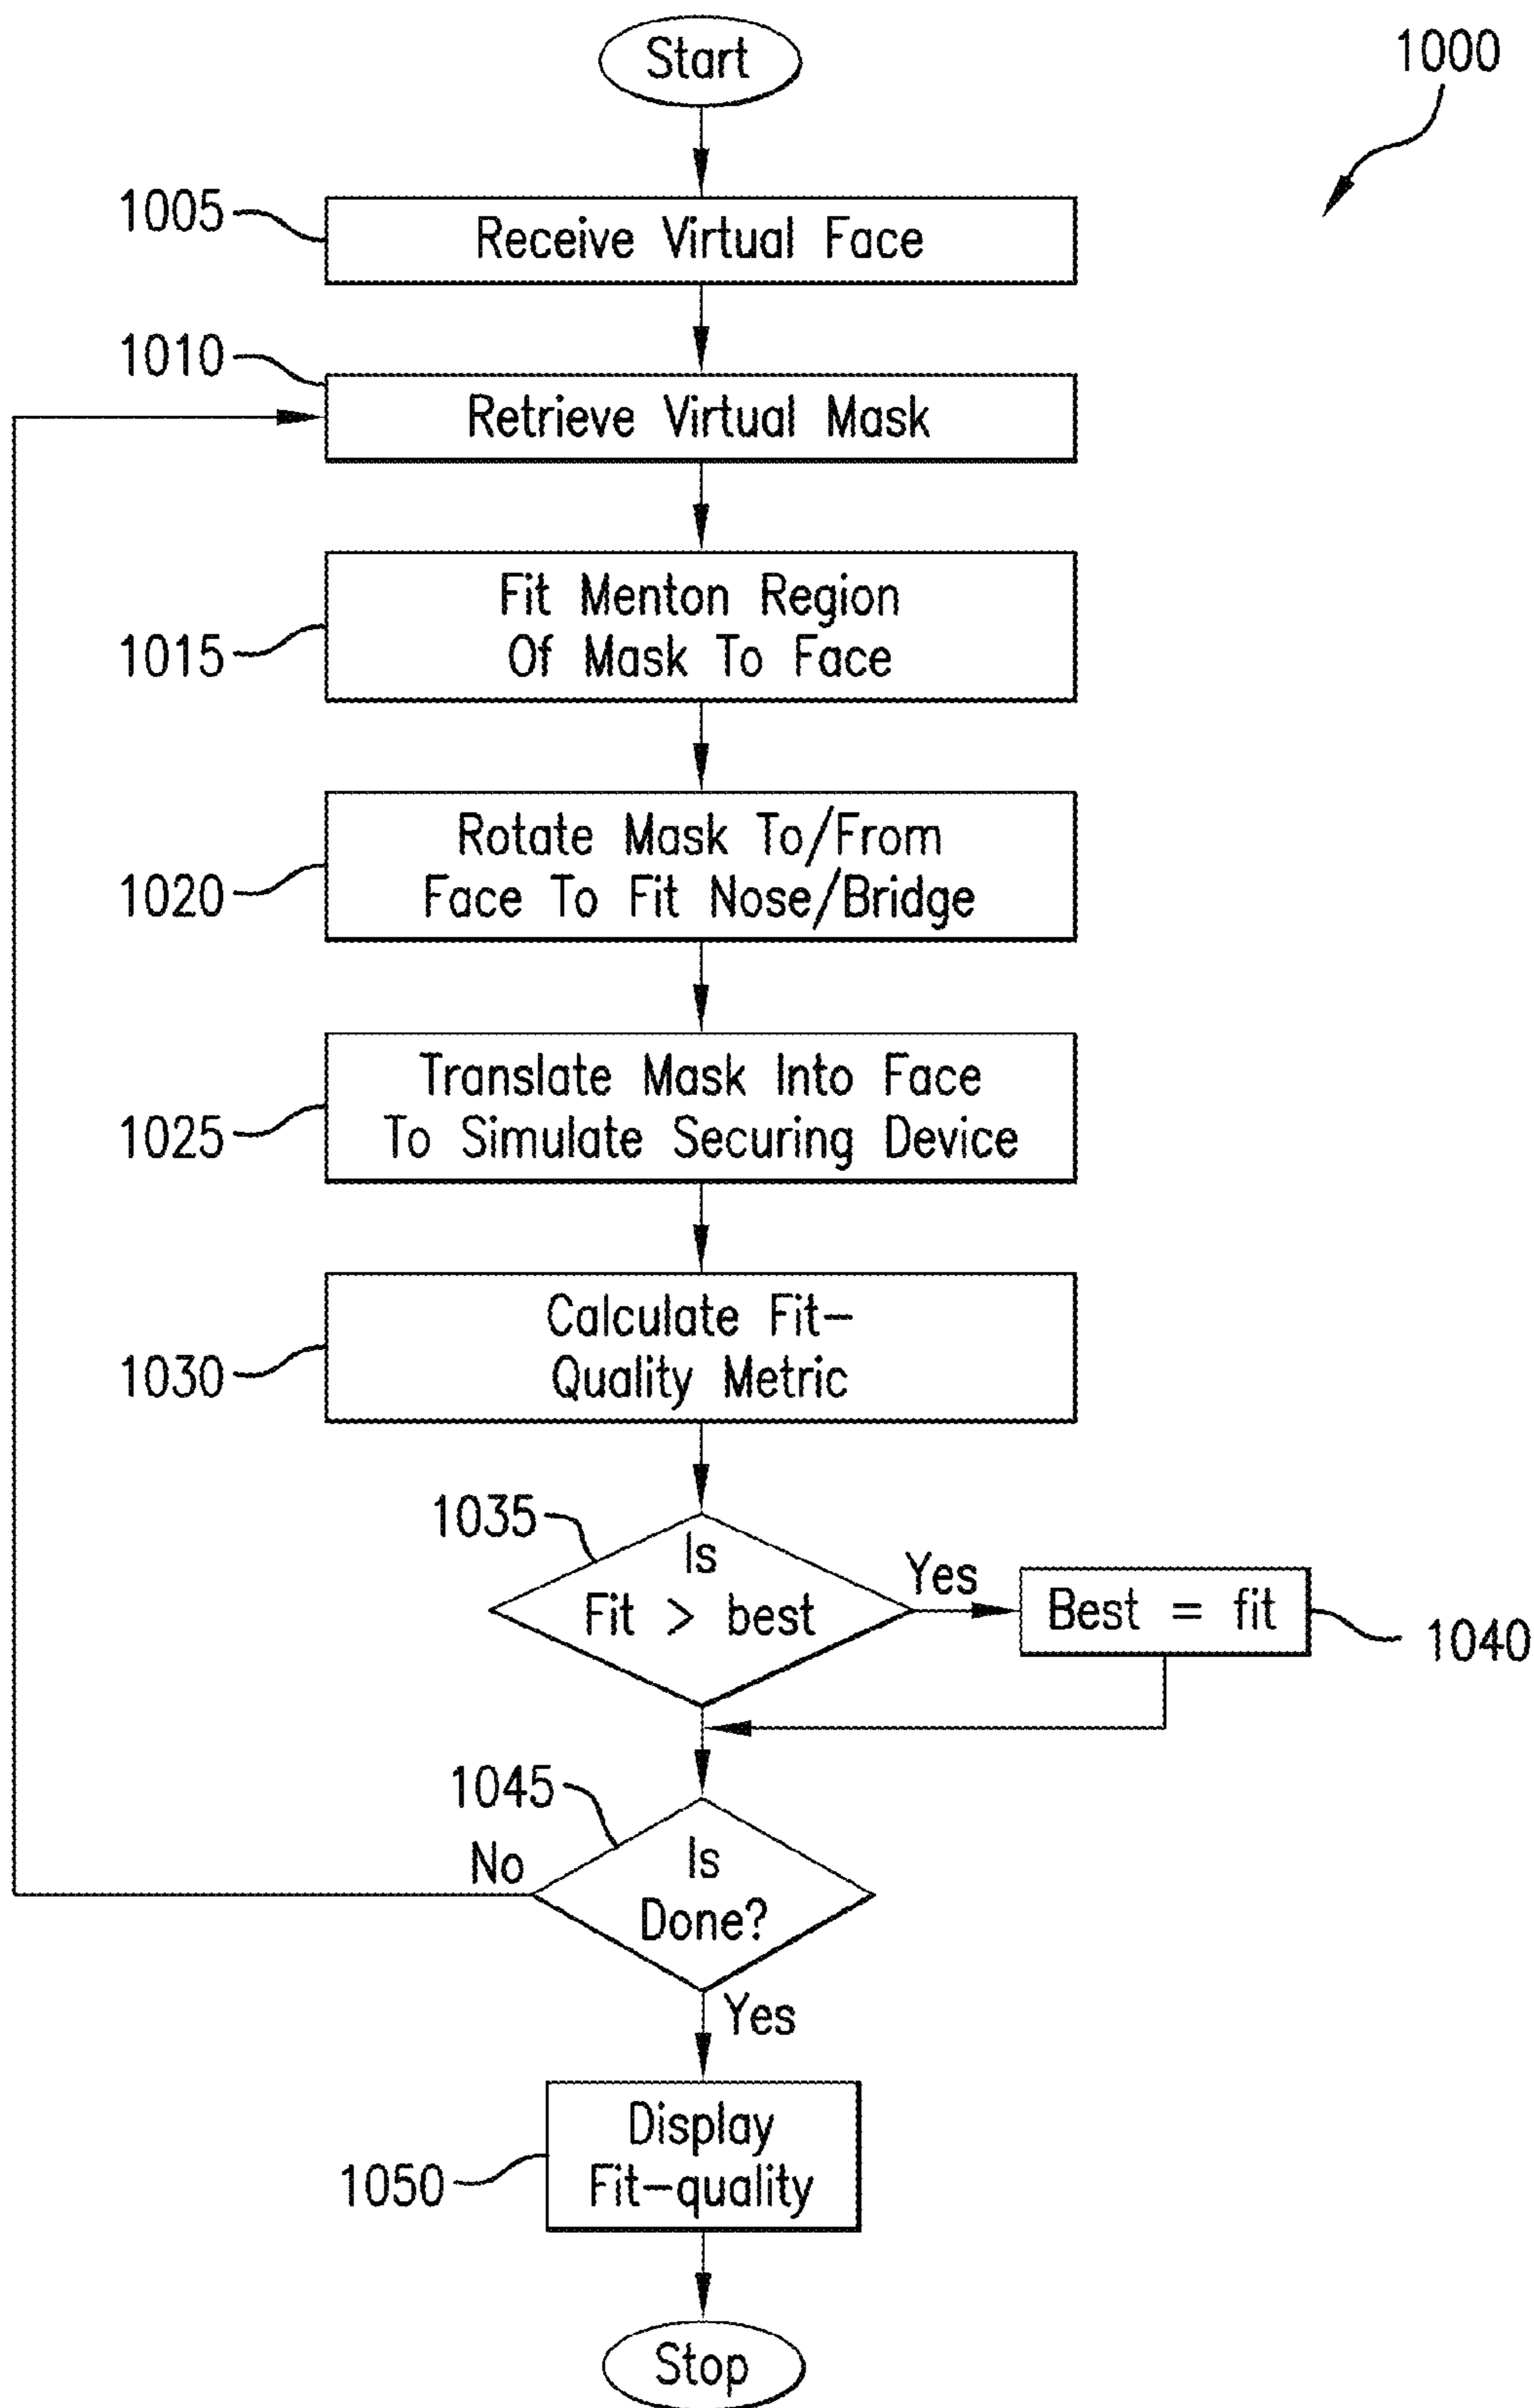 Start
1000
1005
Receive Virtual Face
1010
Retrieve Virtual Mask
Fit Menton Region
Of Mask To Face
1015
Rotate Mask To/From
Face To Fit Nose/Bridge
1020
Translate Mask Into Face
To Simulate Securing Device
1025
Calculate Fit-
Quality Metric
1030
1035
Is
Fit > best
Yes
Best = fit
1040
1045
No
Is
Done?
Yes
Display
Fit-quality
1050
Stop